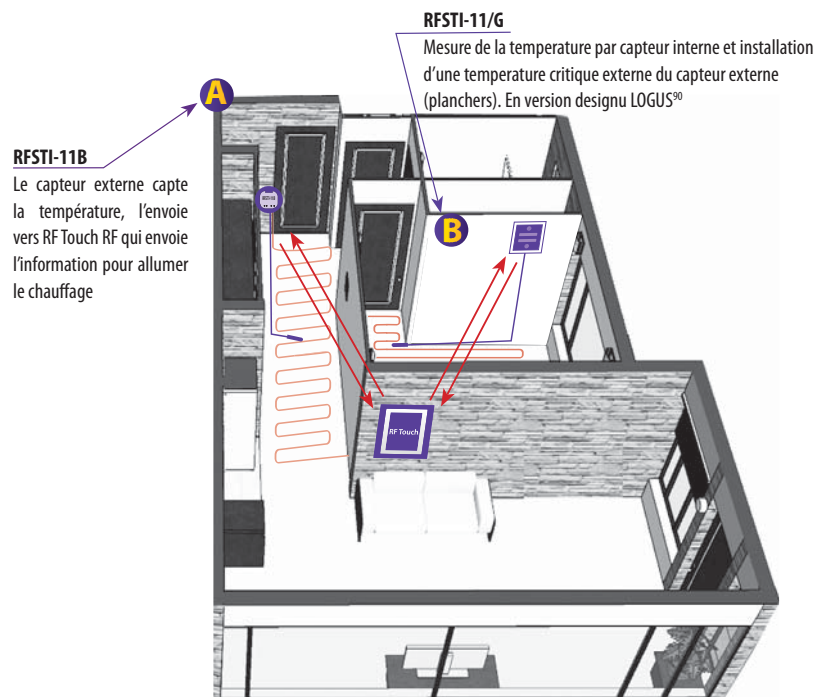 RFSTI-11/G
Mesure de la temperature par capteur interne et installation
d'une temperature critique externe du capteur externe
(planchers). En version designu LOGUS⁹⁰
A
RFSTI-11B
Le capteur externe capte
la température, l'envoie
vers RF Touch RF qui envoie
l'information pour allumer
le chauffage
B
RF Touch